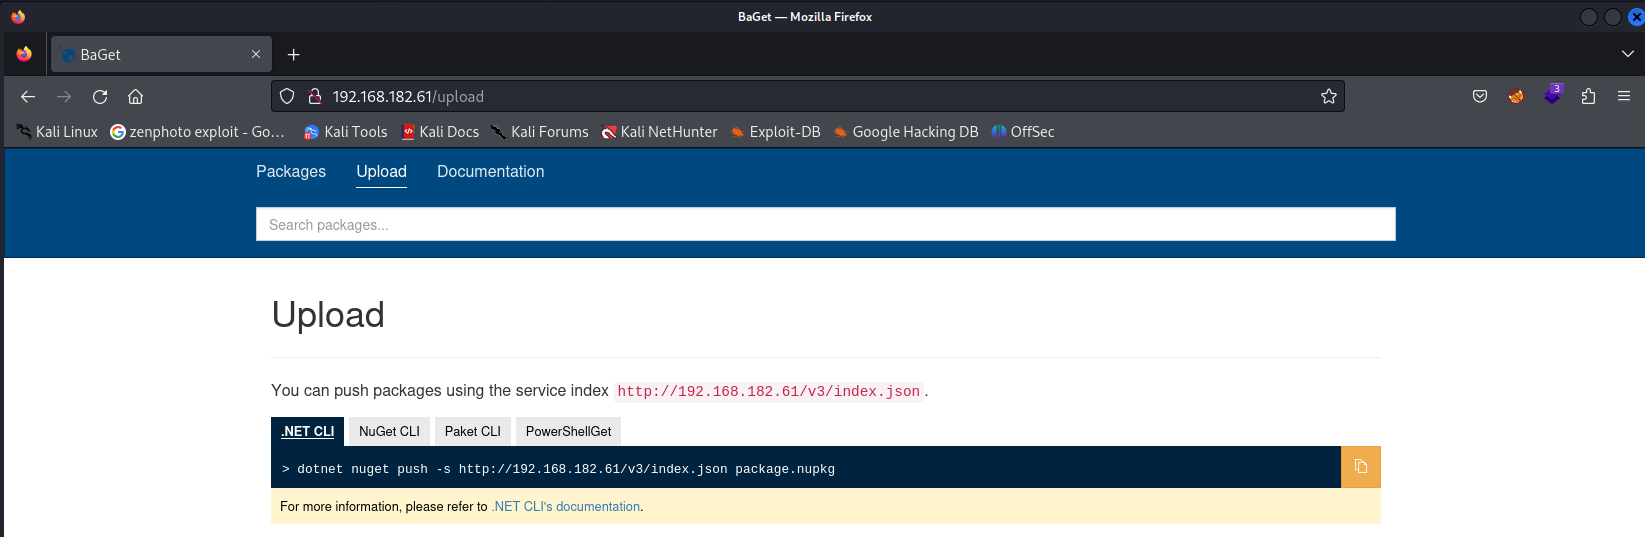 BaGet — Mozilla Firefox
BaGet
192.168.182.61/upload
3
Kali Linux zenphoto exploit - Go... Kali Tools Kali Docs Kali Forums Kali NetHunter Exploit-DB Google Hacking DB OffSec
Packages Upload Documentation
Search packages...
Upload
You can push packages using the service index http://192.168.182.61/v3/index.json.
.NET CLI NuGet CLI Paket CLI PowerShellGet
> dotnet nuget push -s http://192.168.182.61/v3/index.json package.nupkg
For more information, please refer to .NET CLI's documentation.